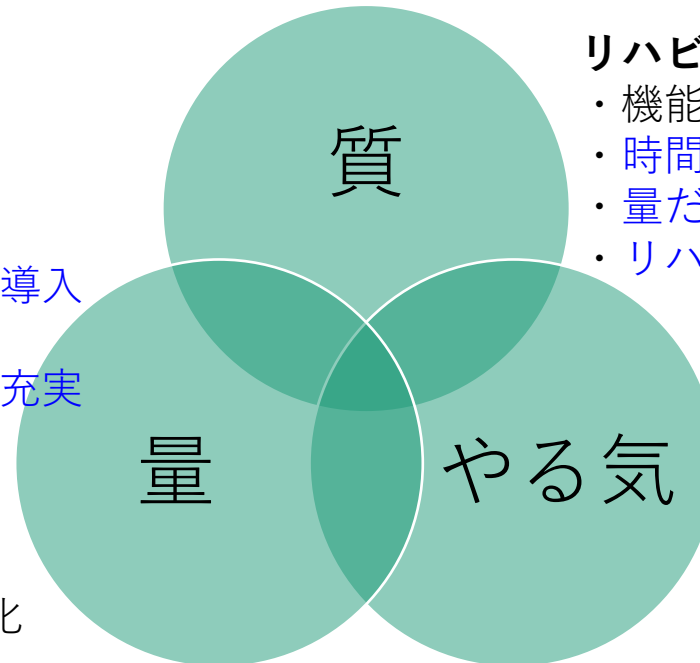 質
リハビ
・機能
・時間
・量だ
・リハ
導入
充実
量
やる気
化